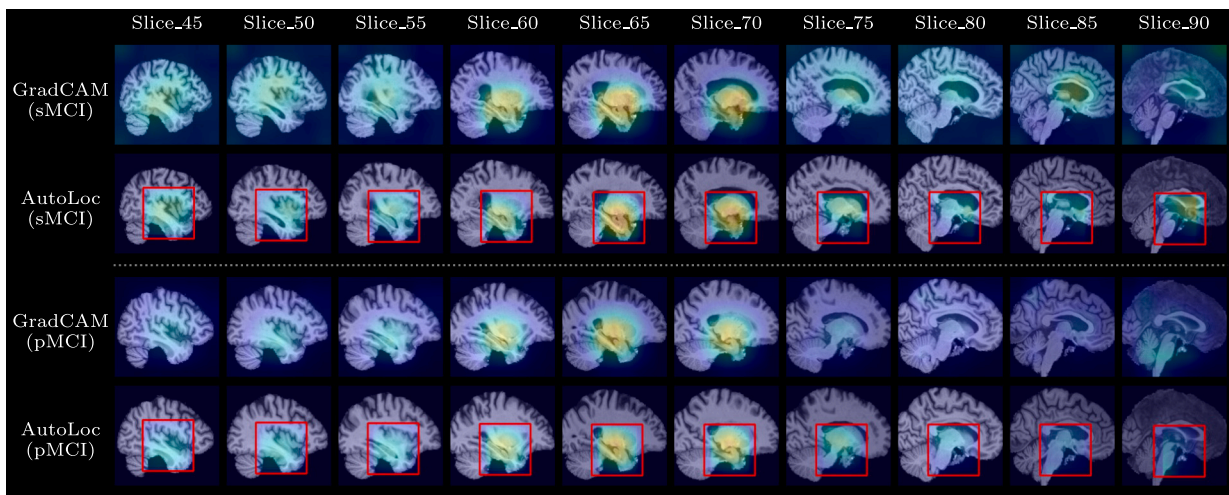 Slice_45 Slice_50 Slice_55 Slice_60 Slice_65 Slice_70 Slice_75 Slice_80 Slice_85 Slice_90
GradCAM
(sMCI)
AutoLoc
(sMCI)
GradCAM
(pMCI)
AutoLoc
(pMCI)